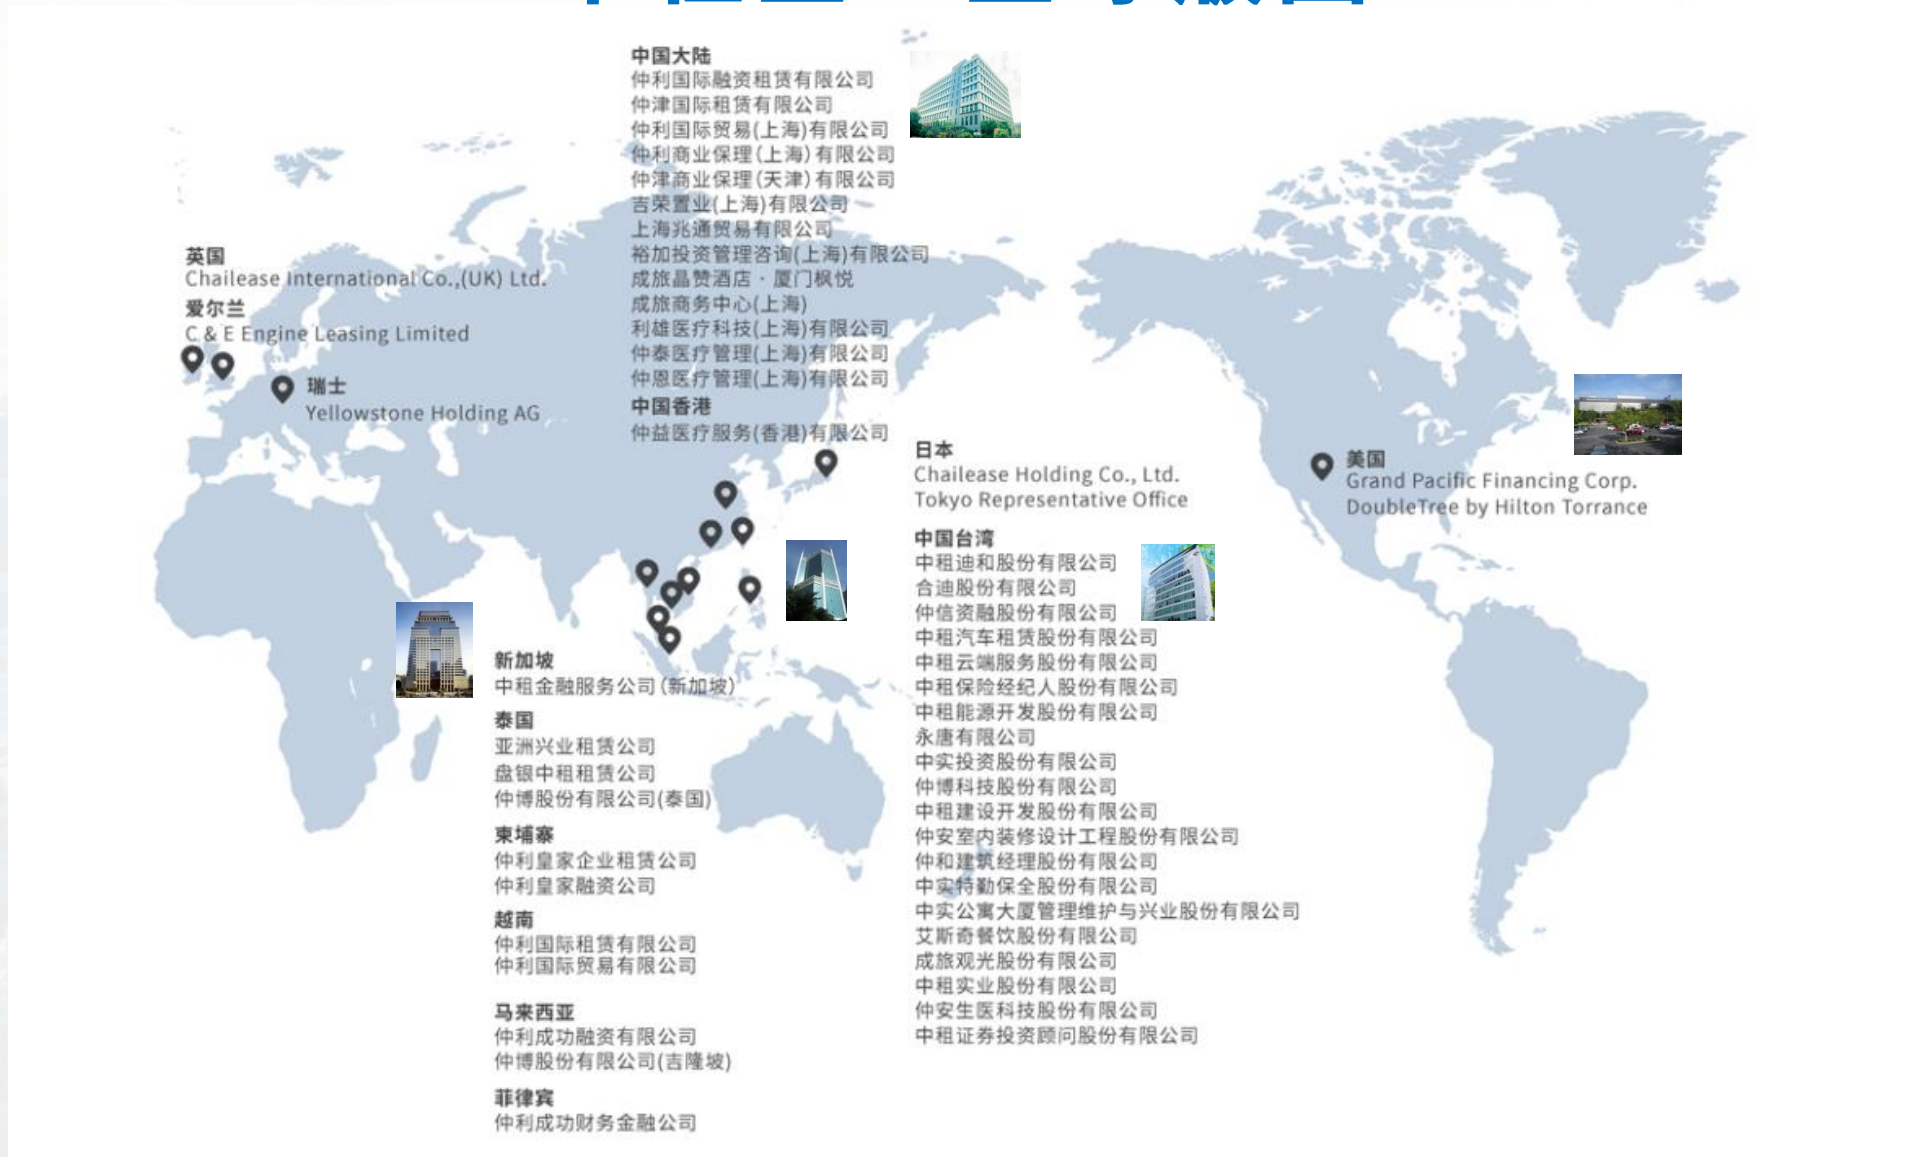 中国大陆
仲利国际融资租赁有限公司
仲津国际租赁有限公司
仲利国际贸易(上海)有限公司
仲利商业保理(上海)有限公司
仲津商业保理(天津)有限公司
吉荣置业(上海)有限公司
上海兆通贸易有限公司
裕加投资管理咨询(上海)有限公司
成旅晶赞酒店·厦门枫悦
成旅商务中心(上海)
利雄医疗科技(上海)有限公司
仲泰医疗管理(上海)有限公司
仲恩医疗管理(上海)有限公司
中国香港
仲益医疗服务(香港)有限公司
英国
Chailease International Co.,(UK) Ltd.
爱尔兰
C & E Engine Leasing Limited
瑞士
Yellowstone Holding AG
日本
Chailease Holding Co., Ltd.
Tokyo Representative Office
美国
Grand Pacific Financing Corp.
DoubleTree by Hilton Torrance
中国台湾
中租迪和股份有限公司
合迪股份有限公司
仲信资融股份有限公司
中租汽车租赁股份有限公司
中租云端服务股份有限公司
中租保险经纪人股份有限公司
中租能源开发股份有限公司
永唐有限公司
中实投资股份有限公司
仲博科技股份有限公司
中租建设开发股份有限公司
仲安室内装修设计工程股份有限公司
仲和建筑经理股份有限公司
中实特勤保全股份有限公司
中实公寓大厦管理维护与兴业股份有限公司
艾斯奇餐饮股份有限公司
成旅观光股份有限公司
中租实业股份有限公司
仲安生医科技股份有限公司
中租证券投资顾问股份有限公司
新加坡
中租金融服务公司(新加坡)
泰国
亚洲兴业租赁公司
盘银中租租赁公司
仲博股份有限公司(泰国)
柬埔寨
仲利皇家企业租赁公司
仲利皇家融资公司
越南
仲利国际租赁有限公司
仲利国际贸易有限公司
马来西亚
仲利成功融资有限公司
仲博股份有限公司(吉隆坡)
菲律宾
仲利成功财务金融公司